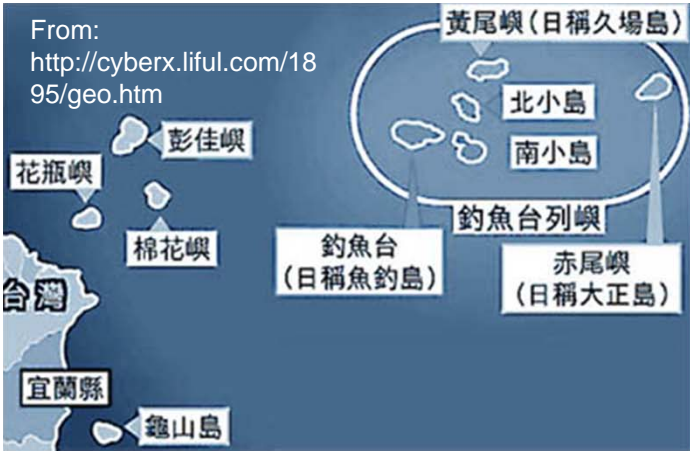 From:
http://cyberx.liful.com/18
95/geo.htm
黃尾嶼(日稱久場島)
北小島
南小島
彭佳嶼
花瓶嶼
棉花嶼
釣魚台列嶼
釣魚台
(日稱魚釣島)
赤尾嶼
(日稱大正島)
台灣
宜蘭縣
龜山島